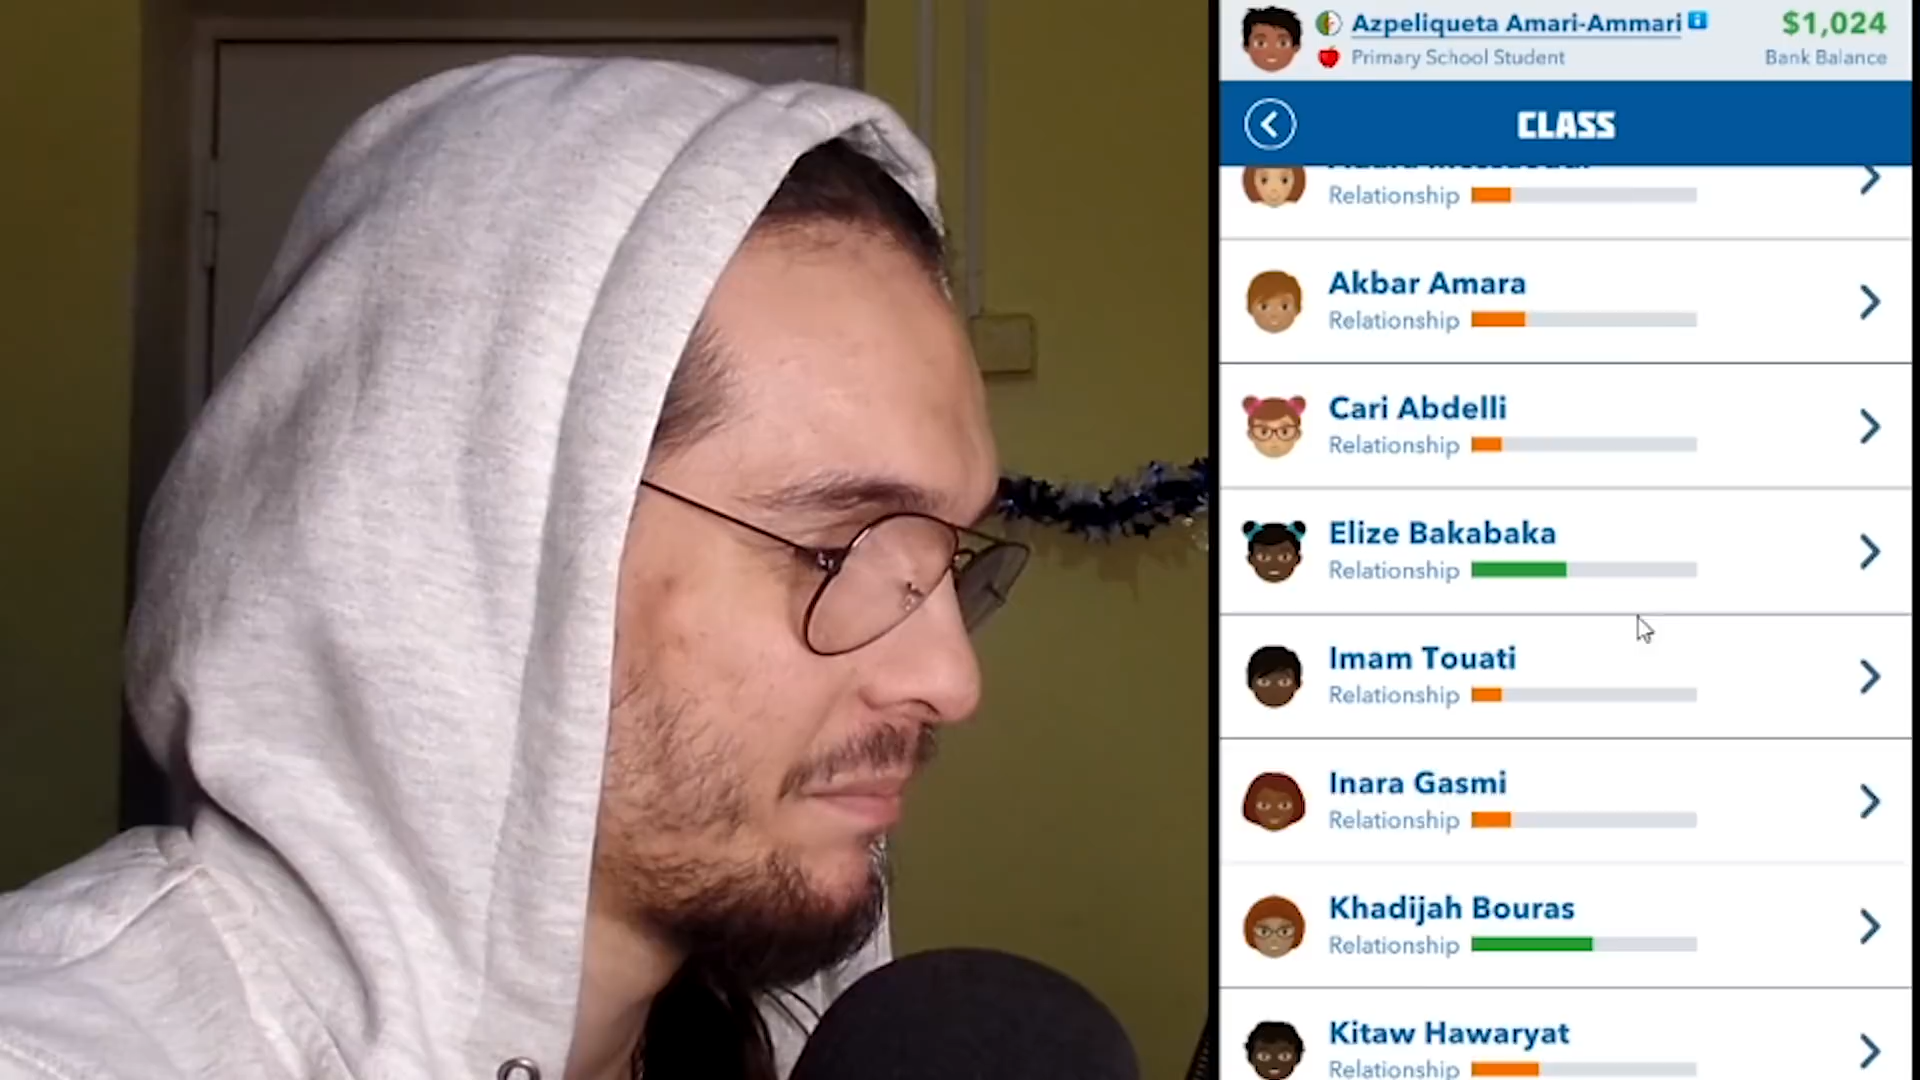 Azpeliqueta Amari-Ammari
$1,024
Primary School Student
Bank Balance
CLASS
Relationship
Akbar Amara
Relationship
Cari Abdelli
Relationship
Elize Bakabaka
Relationship
Imam Touati
Relationship
Inara Gasmi
Relationship
Khadijah Bouras
Relationship
Kitaw Hawaryat
Relationship